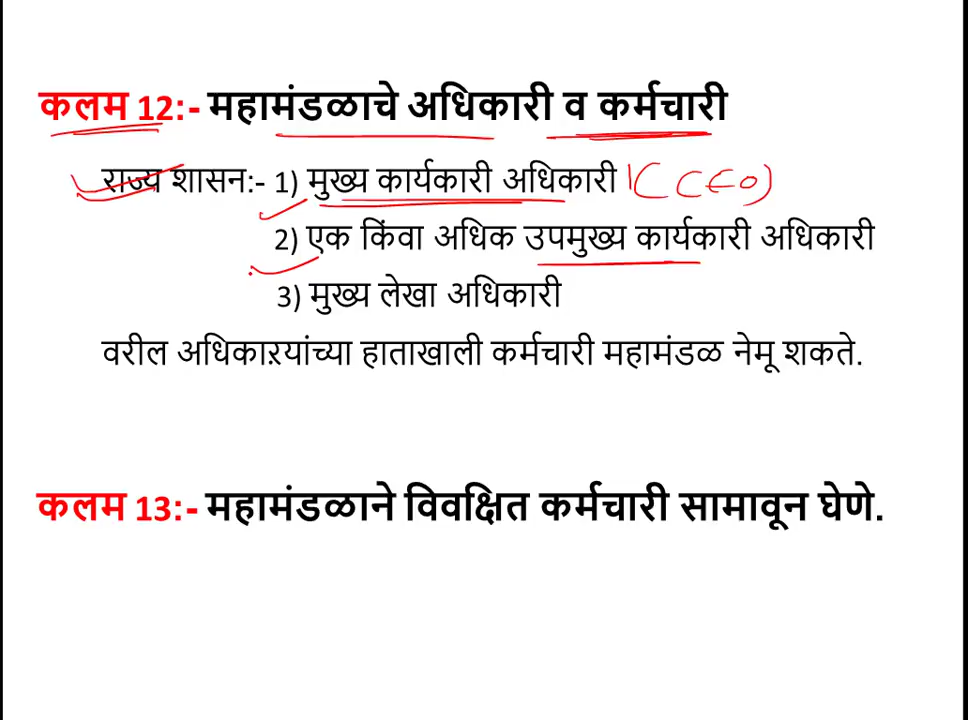 कलम 12:- महामंडळाचे अधिकारी व कर्मचारी
राज्य शासन:- 1) मुख्य कार्यकारी अधिकारी (CEO)
2) एक किंवा अधिक उपमुख्य कार्यकारी अधिकारी
3) मुख्य लेखा अधिकारी
वरील अधिकाऱयांच्या हाताखाली कर्मचारी महामंडळ नेमू शकते.
कलम 13:- महामंडळाने विवक्षित कर्मचारी सामावून घेणे.